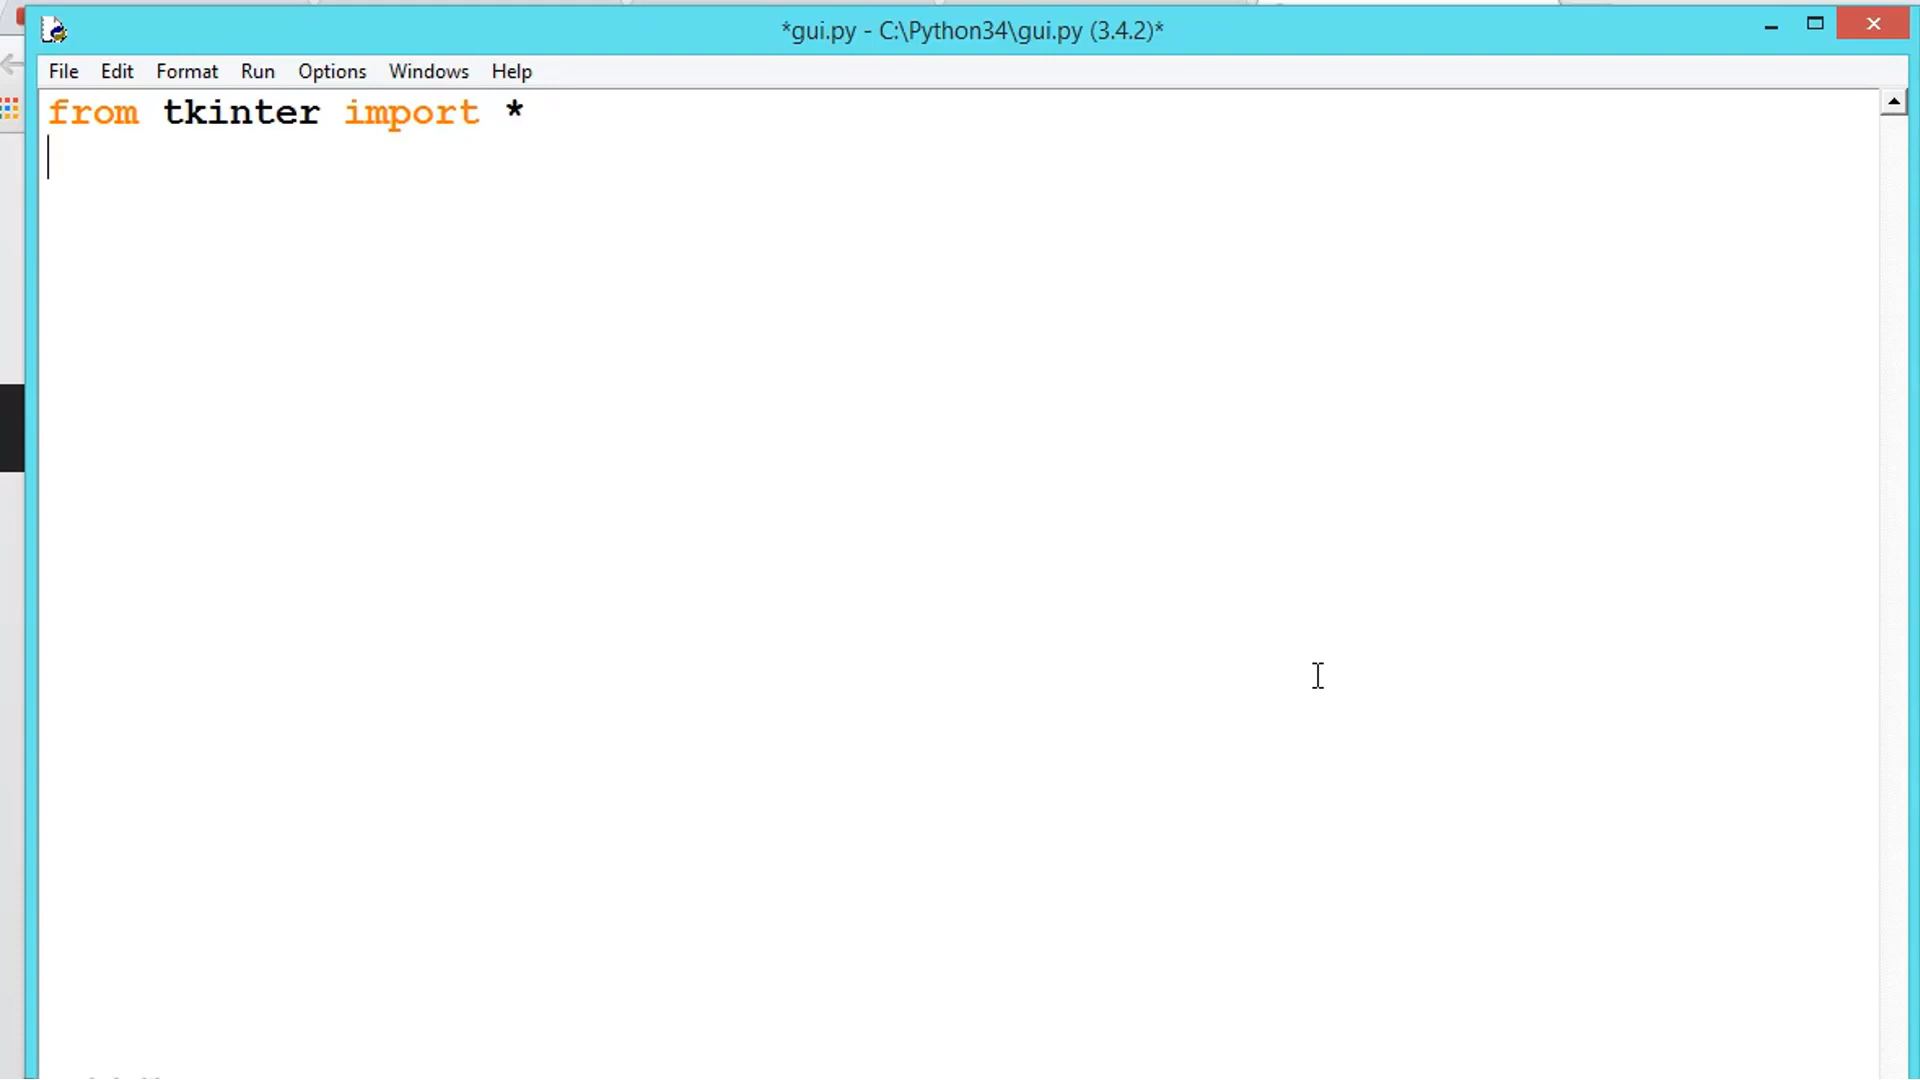 *gui.py - C:\Python34\gui.py (3.4.2)*
File Edit Format Run Options Windows Help
from tkinter import *